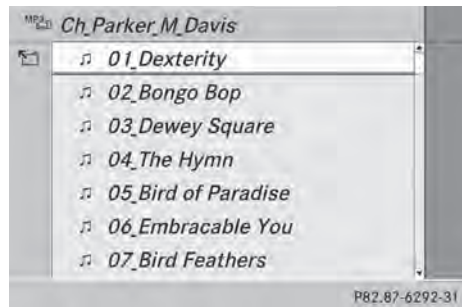 MP3 Ch_Parker_M_Davis
01_Dexterity
02_Bongo Bop
03_Dewey Square
04_The Hymn
05_Bird of Paradise
06_Embracable You
07_Bird Feathers
P82.87-6292-31